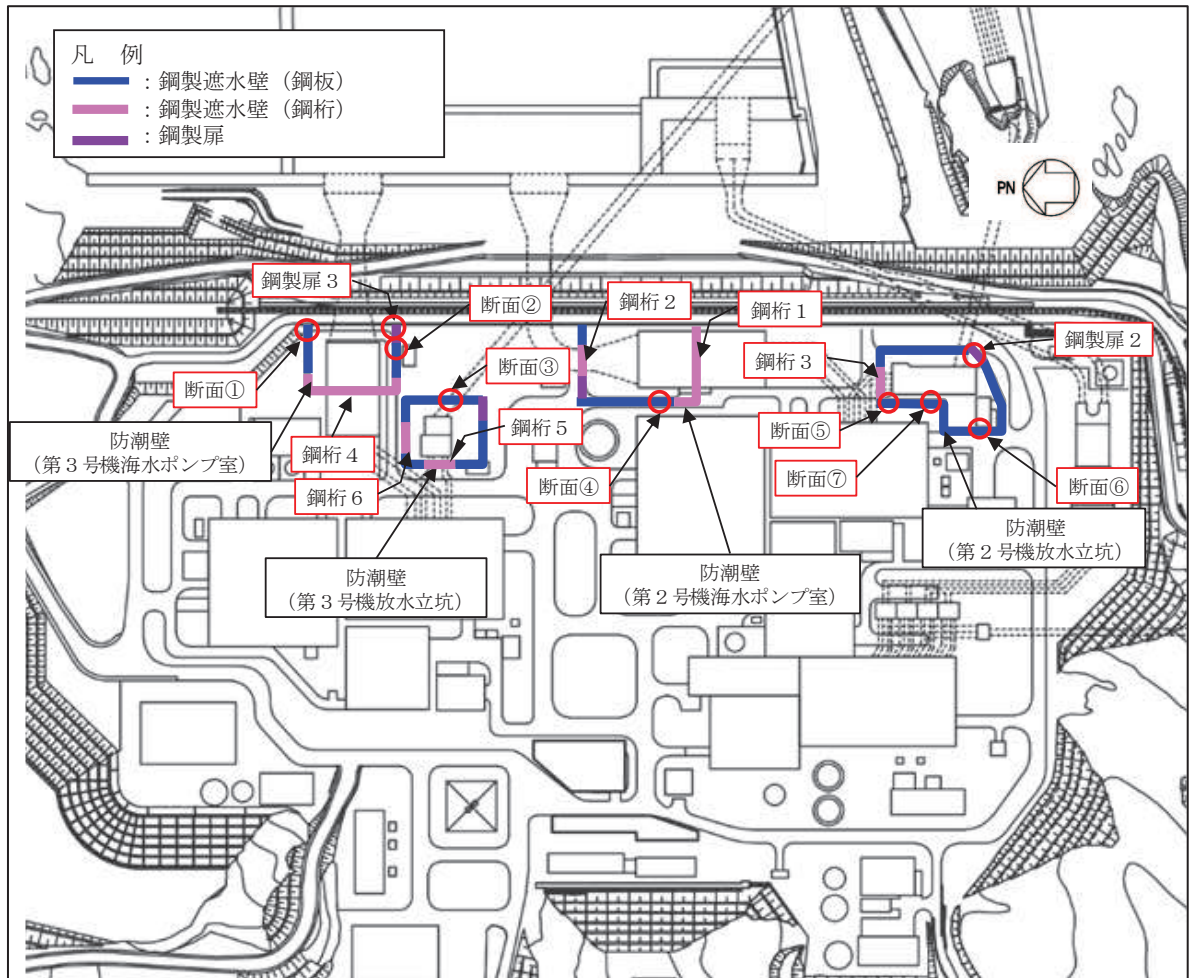 凡 例
：鋼製遮水壁（鋼板）
：鋼製遮水壁（鋼桁）
：鋼製扉
PN
鋼製扉３
断面②
鋼桁２
鋼桁１
断面①
断面③
鋼桁３
鋼製扉２
防潮壁
（第３号機海水ポンプ室）
鋼桁４
鋼桁５
断面⑤
鋼桁６
断面④
断面⑦
断面⑥
防潮壁
（第３号機放水立坑）
防潮壁
（第２号機海水ポンプ室）
防潮壁
（第２号機放水立坑）